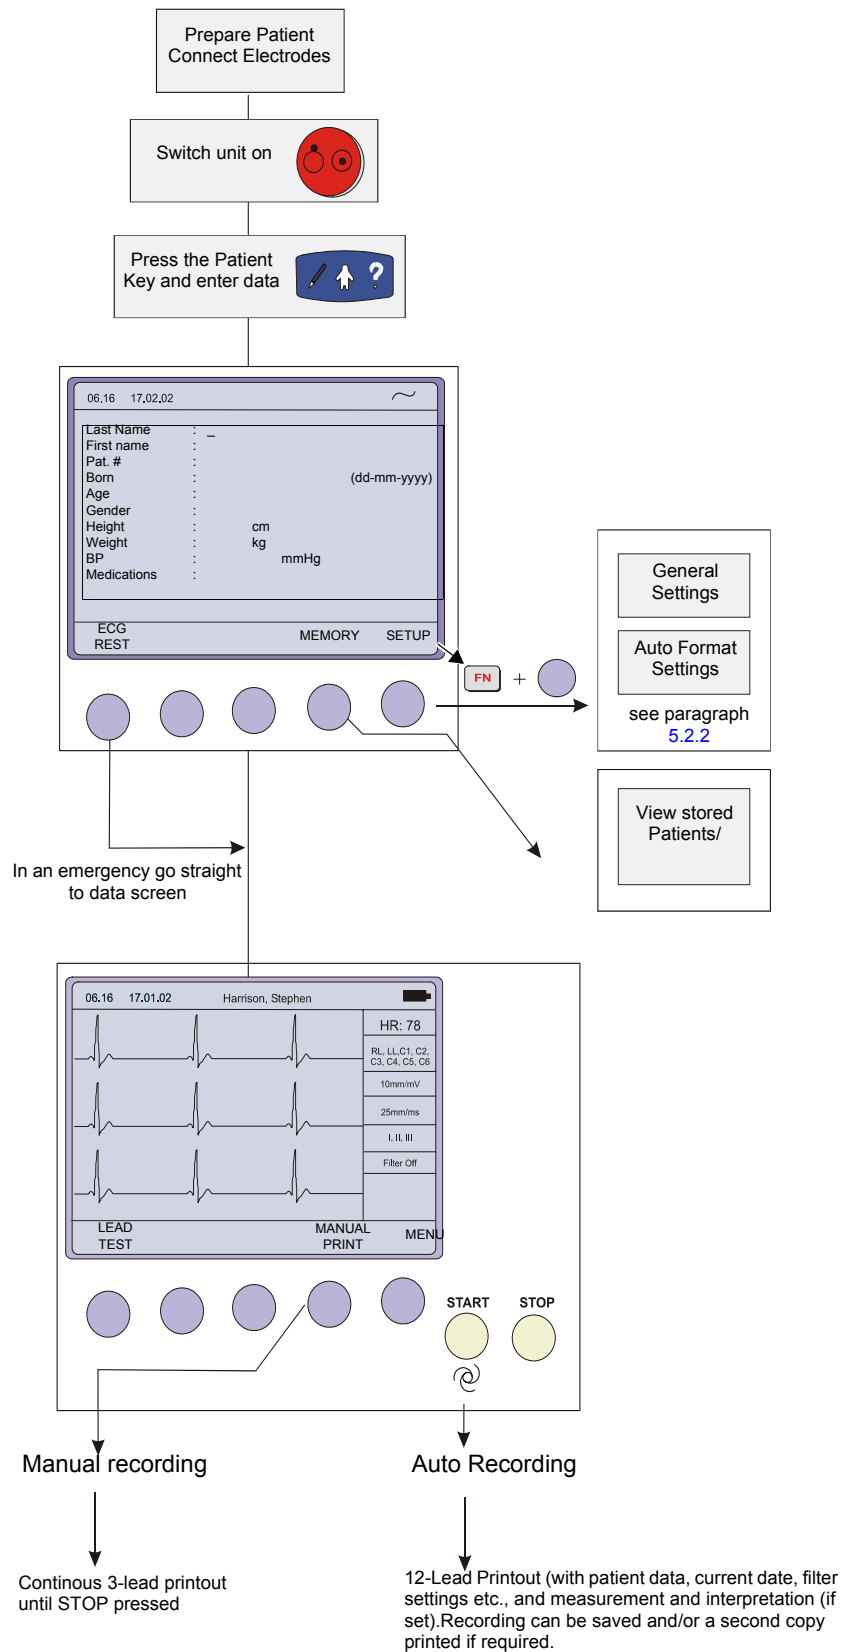 Prepare Patient
Connect Electrodes
Switch unit on
Press the Patient
Key and enter data
06.16 17.02.02
Last Name : _
First name :
Pat. # :
Born : (dd-mm-yyyy)
Age :
Gender :
Height : cm
Weight : kg
BP : mmHg
Medications :
ECG
REST
MEMORY SETUP
FN +
General
Settings
Auto Format
Settings
see paragraph
5.2.2
View stored
Patients/
In an emergency go straight
to data screen
06.16 17.01.02 Harrison, Stephen
HR: 78
RL, LL,C1, C2,
C3, C4, C5, C6
10mm/mV
25mm/ms
I, II, III
Filter Off
LEAD
TEST
MANUAL
PRINT
MENU
START STOP
Manual recording
Auto Recording
Continous 3-lead printout
until STOP pressed
12-Lead Printout (with patient data, current date, filter
settings etc., and measurement and interpretation (if
set).Recording can be saved and/or a second copy
printed if required.